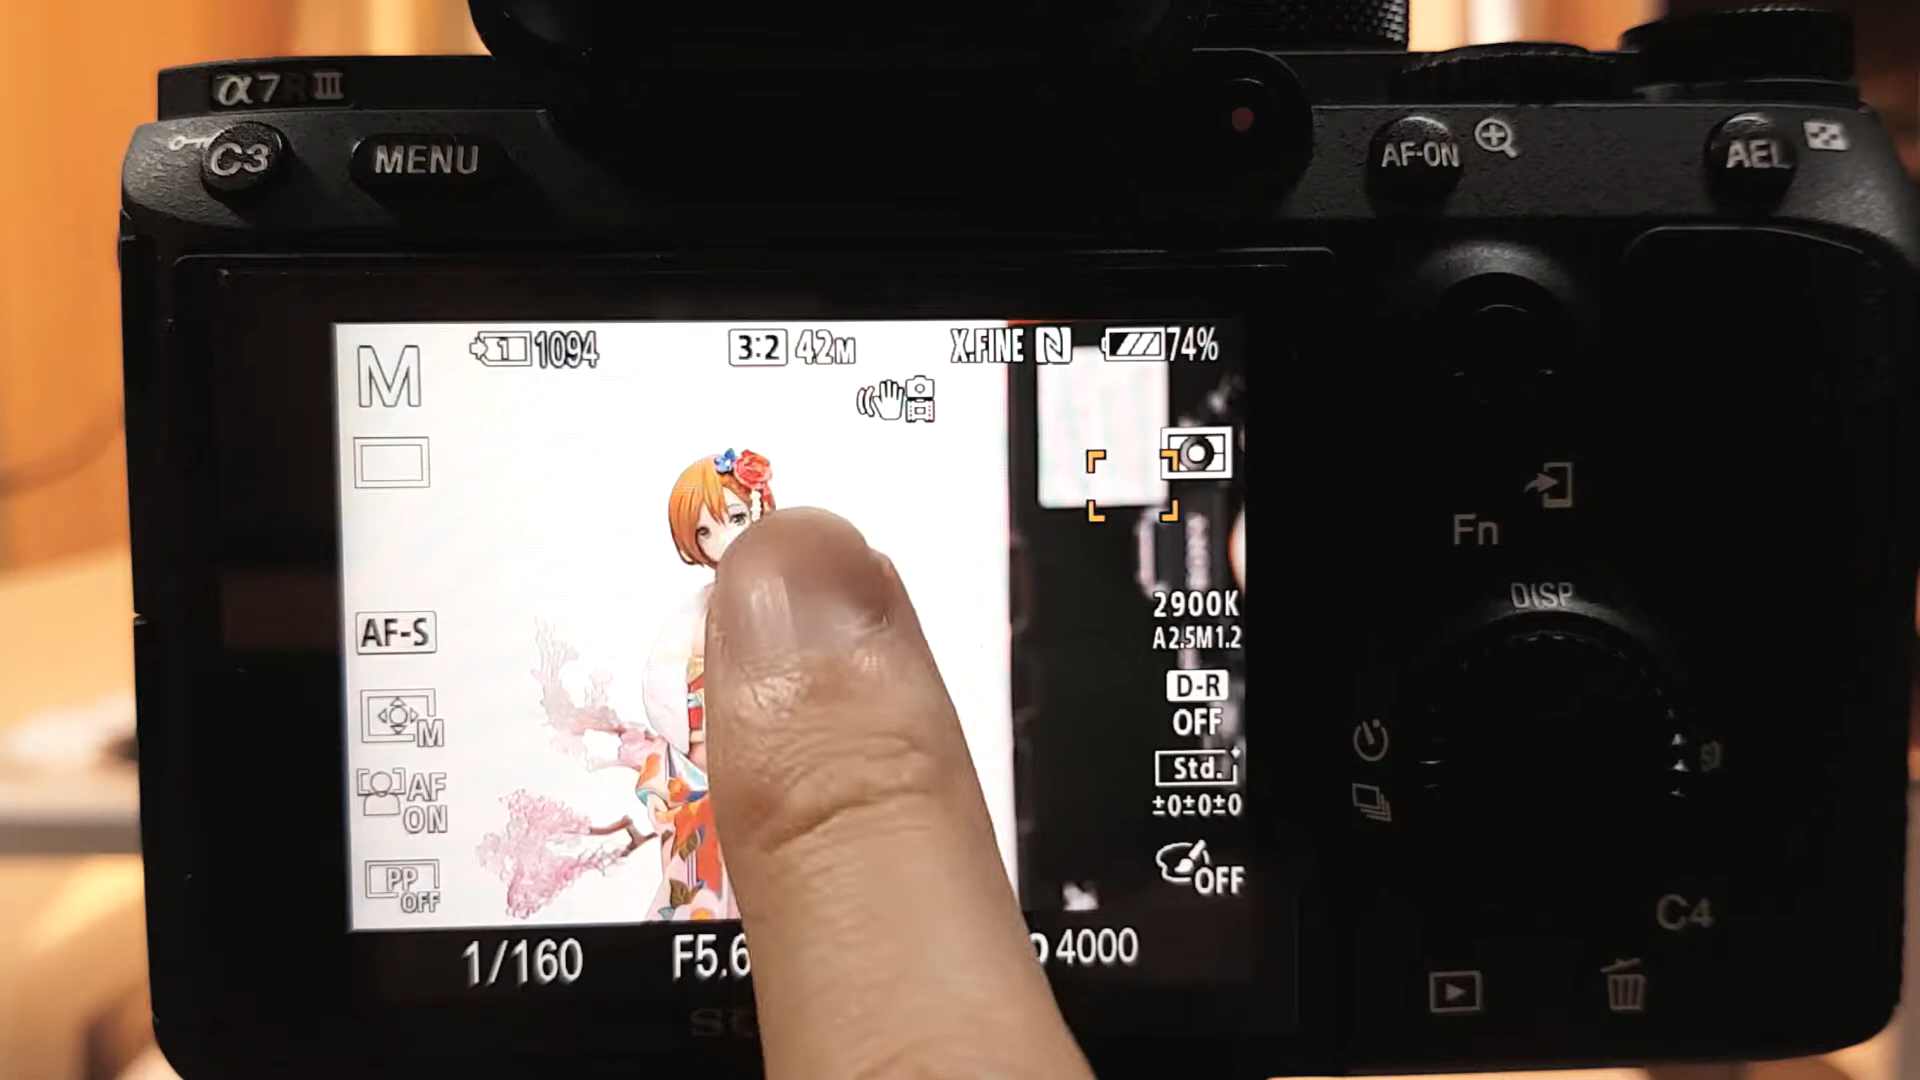 α7RIII
C3
MENU
AF-ON
AEL
M
1
1094
3:2
42M
X.FINE
74%
AF-S
M
AF
ON
PP
OFF
2900K
A2.5M1.2
D-R
OFF
Std.
±0±0±0
OFF
1/160
F5.6
4000
Fn
DISP
C4